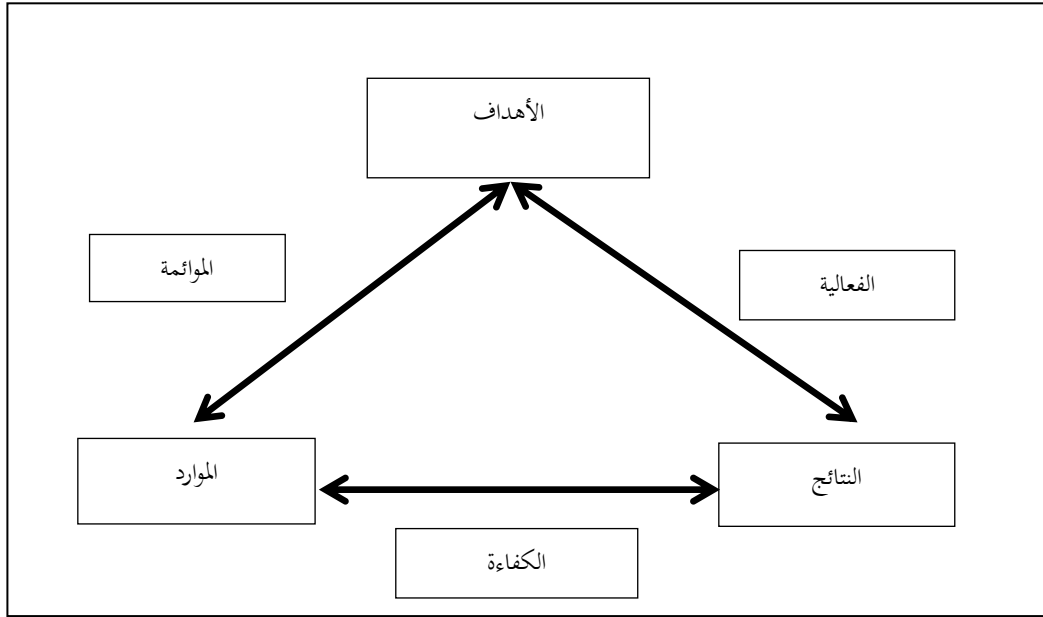 الأهداف
الموائمة
الفعالية
الموارد
النتائج
الكفاءة